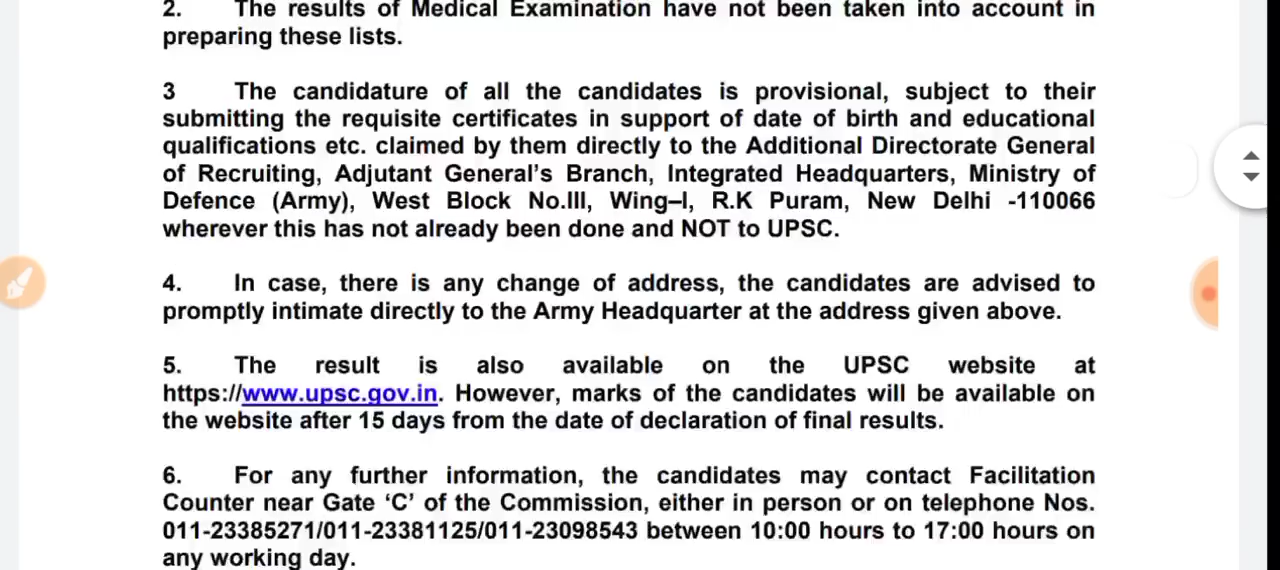 2. The results of Medical Examination have not been taken into account in
preparing these lists.
3 The candidature of all the candidates is provisional, subject to their
submitting the requisite certificates in support of date of birth and educational
qualifications etc. claimed by them directly to the Additional Directorate General
of Recruiting, Adjutant General’s Branch, Integrated Headquarters, Ministry of
Defence (Army), West Block No.III, Wing–I, R.K Puram, New Delhi -110066
wherever this has not already been done and NOT to UPSC.
4. In case, there is any change of address, the candidates are advised to
promptly intimate directly to the Army Headquarter at the address given above.
5. The result is also available on the UPSC website at
https://www.upsc.gov.in. However, marks of the candidates will be available on
the website after 15 days from the date of declaration of final results.
6. For any further information, the candidates may contact Facilitation
Counter near Gate ‘C’ of the Commission, either in person or on telephone Nos.
011-23385271/011-23381125/011-23098543 between 10:00 hours to 17:00 hours on
any working day.